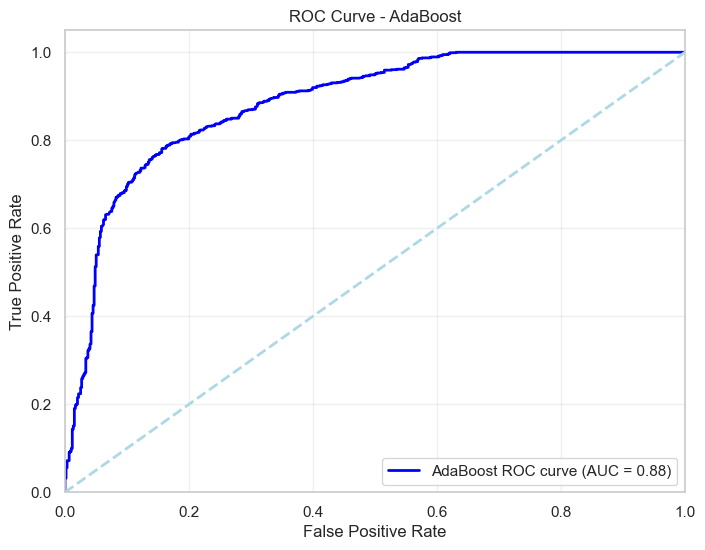 ROC Curve - AdaBoost
True Positive Rate
1.0
0.8
0.6
0.4
0.2
0.0
AdaBoost ROC curve (AUC = 0.88)
0.0 0.2 0.4 0.6 0.8 1.0
False Positive Rate